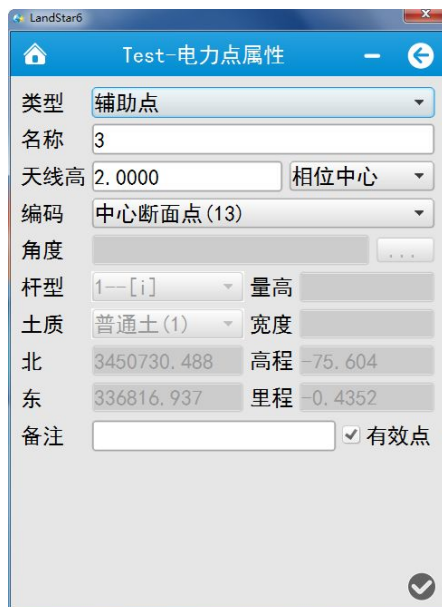 LandStar6
Test-电力点属性
类型 辅助点
名称 3
天线高 2.0000 相位中心
编码 中心断面点(13)
角度 ...
杆型 1--[i] 量高
土质 普通土(1) 宽度
北 3450730.488 高程 -75.604
东 336816.937 里程 -0.4352
备注 有效点